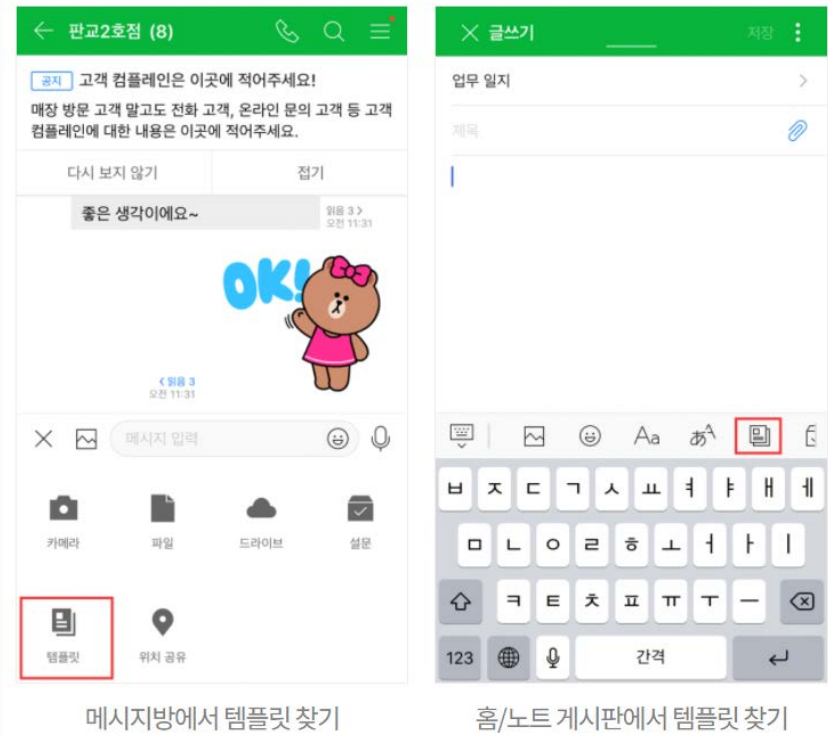 판교2호점 (8)
공지 고객 컴플레인은 이곳에 적어주세요!
매장 방문 고객 말고도 전화 고객, 온라인 문의 고객 등 고객
컴플레인에 대한 내용은 이곳에 적어주세요.
다시 보지 않기 접기
좋은 생각이에요~
읽음 3 >
오전 11:31
OK!
< 읽음 3
오전 11:31
메시지 입력
카메라 파일 드라이브 설문
템플릿 위치 공유
메시지방에서 템플릿 찾기
글쓰기 저장
업무 일지
제목
Aa あA
ㅂ ㅈ ㄷ ㄱ ㅅ ㅛ ㅕ ㅑ ㅐ ㅔ
ㅁ ㄴ ㅇ ㄹ ㅎ ㅗ ㅓ ㅏ ㅣ
ㅋ ㅌ ㅊ ㅍ ㅠ ㅜ ㅡ
123 간격
홈/노트 게시판에서 템플릿 찾기